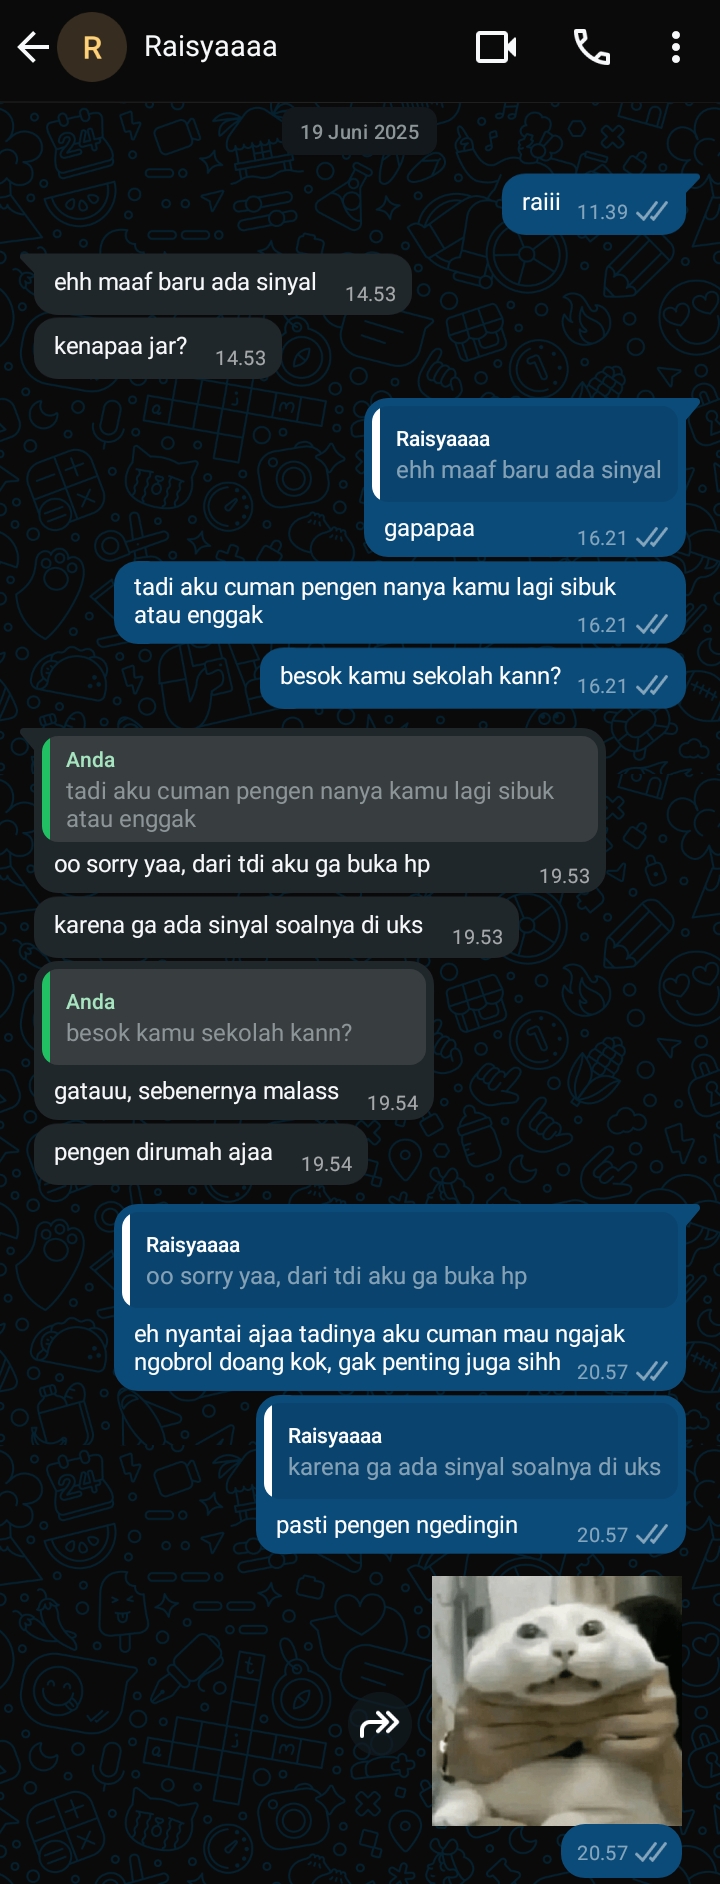 R
Raisyaaaa
19 Juni 2025
raiii
11.39
ehh maaf baru ada sinyal
14.53
kenapaa jar?
14.53
Raisyaaaa
ehh maaf baru ada sinyal
gapapaa
16.21
tadi aku cuman pengen nanya kamu lagi sibuk
atau enggak
16.21
besok kamu sekolah kann?
16.21
Anda
tadi aku cuman pengen nanya kamu lagi sibuk
atau enggak
oo sorry yaa, dari tdi aku ga buka hp
19.53
karena ga ada sinyal soalnya di uks
19.53
Anda
besok kamu sekolah kann?
gatauu, sebenernya malass
19.54
pengen dirumah ajaa
19.54
Raisyaaaa
oo sorry yaa, dari tdi aku ga buka hp
eh nyantai ajaa tadinya aku cuman mau ngajak
ngobrol doang kok, gak penting juga sihh
20.57
Raisyaaaa
karena ga ada sinyal soalnya di uks
pasti pengen ngedingin
20.57
20.57